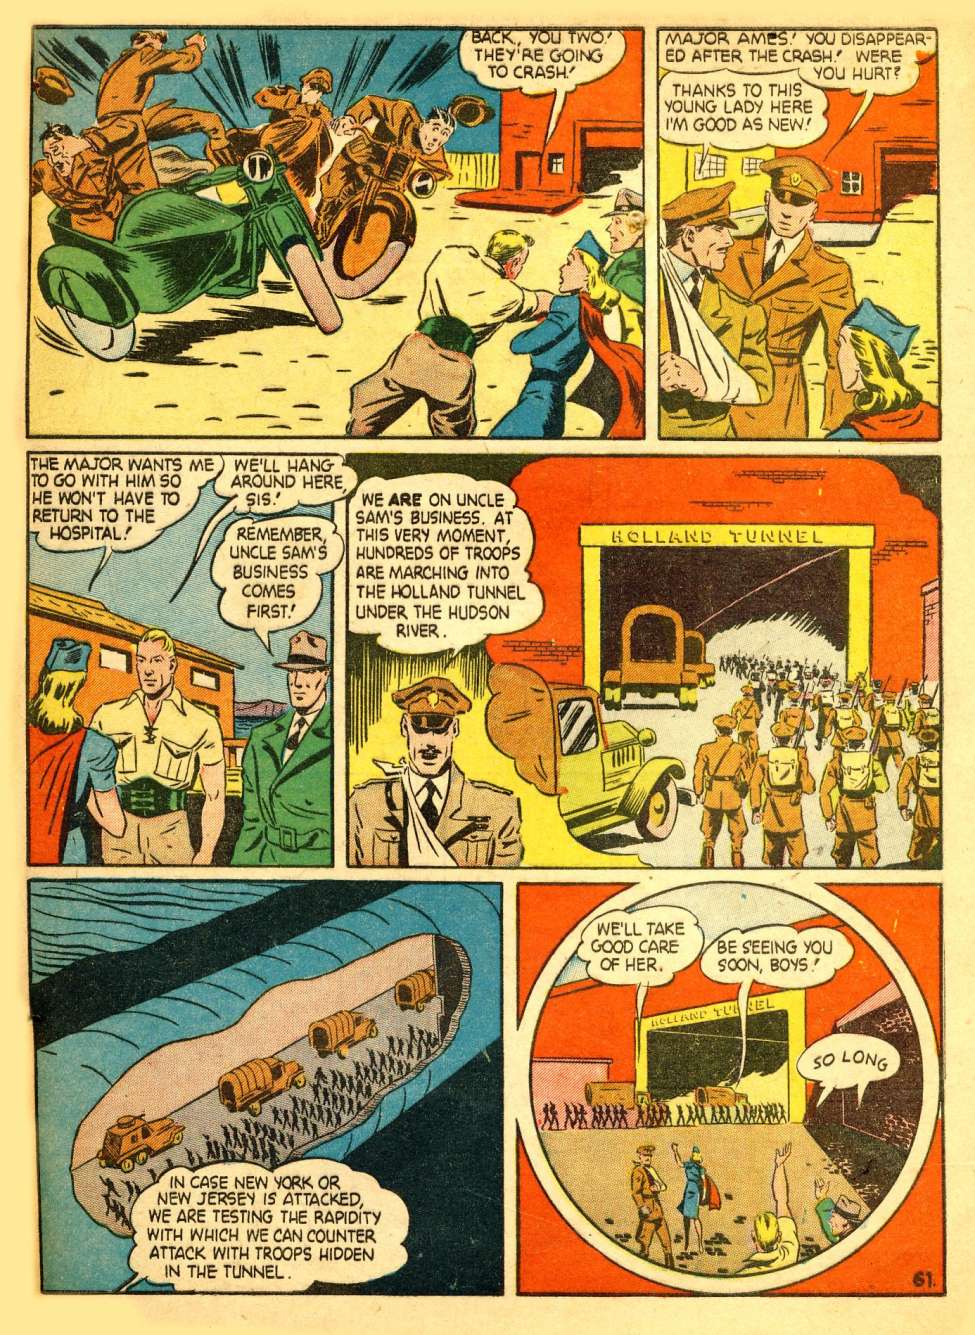 BACK, YOU TWO!
THEY'RE GOING
TO CRASH!
MAJOR AMES! YOU DISAPPEAR-
ED AFTER THE CRASH! WERE
YOU HURT?
THANKS TO THIS
YOUNG LADY HERE
I'M GOOD AS NEW!
THE MAJOR WANTS ME
TO GO WITH HIM SO
HE WON'T HAVE TO
RETURN TO THE
HOSPITAL!
WE'LL HANG
AROUND HERE,
SIS!
REMEMBER,
UNCLE SAM'S
BUSINESS
COMES
FIRST!
WE ARE ON UNCLE
SAM'S BUSINESS. AT
THIS VERY MOMENT,
HUNDREDS OF TROOPS
ARE MARCHING INTO
THE HOLLAND TUNNEL
UNDER THE HUDSON
RIVER.
HOLLAND TUNNEL
IN CASE NEW YORK OR
NEW JERSEY IS ATTACKED,
WE ARE TESTING THE RAPIDITY
WITH WHICH WE CAN COUNTER
ATTACK WITH TROOPS HIDDEN
IN THE TUNNEL.
WE'LL TAKE
GOOD CARE
OF HER.
BE S'EEING YOU
SOON, BOYS!
HOLLAND TUNNEL
SO LONG
61.